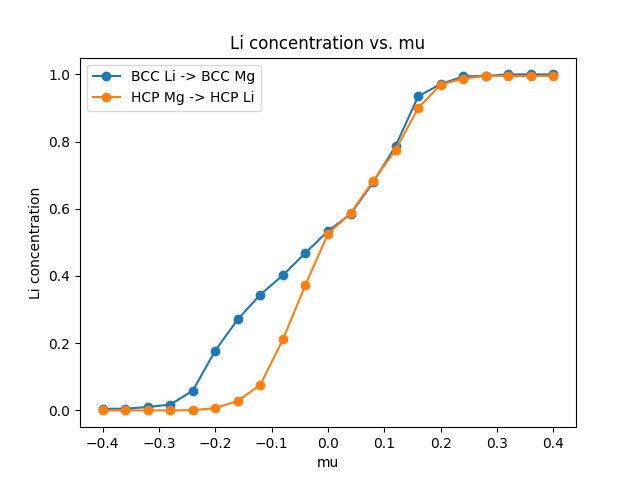 Li concentration vs. mu
BCC Li -> BCC Mg
HCP Mg -> HCP Li
Li concentration
1.0
0.8
0.6
0.4
0.2
0.0
−0.4 −0.3 −0.2 −0.1 0.0 0.1 0.2 0.3 0.4
mu